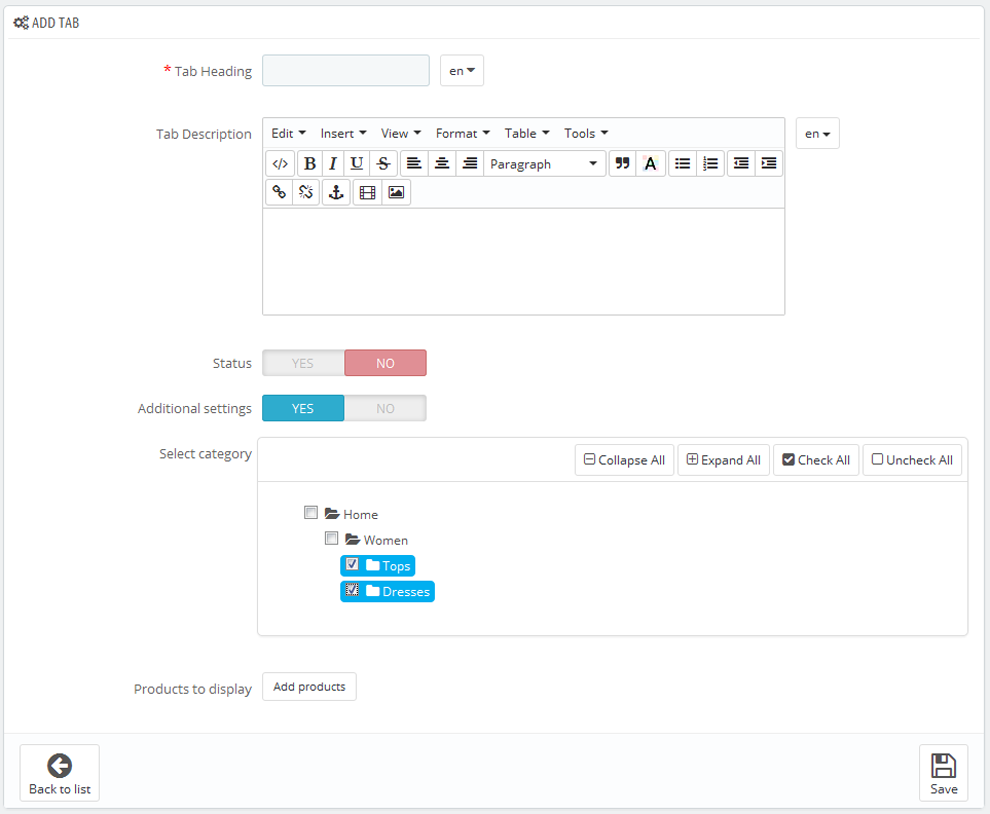 ADD TAB
* Tab Heading en
Tab Description Edit Insert View Format Table Tools en
</> B I U S Paragraph A
Status YES NO
Additional settings YES NO
Select category Collapse All Expand All Check All Uncheck All
Home
Women
Tops
Dresses
Products to display Add products
Back to list Save